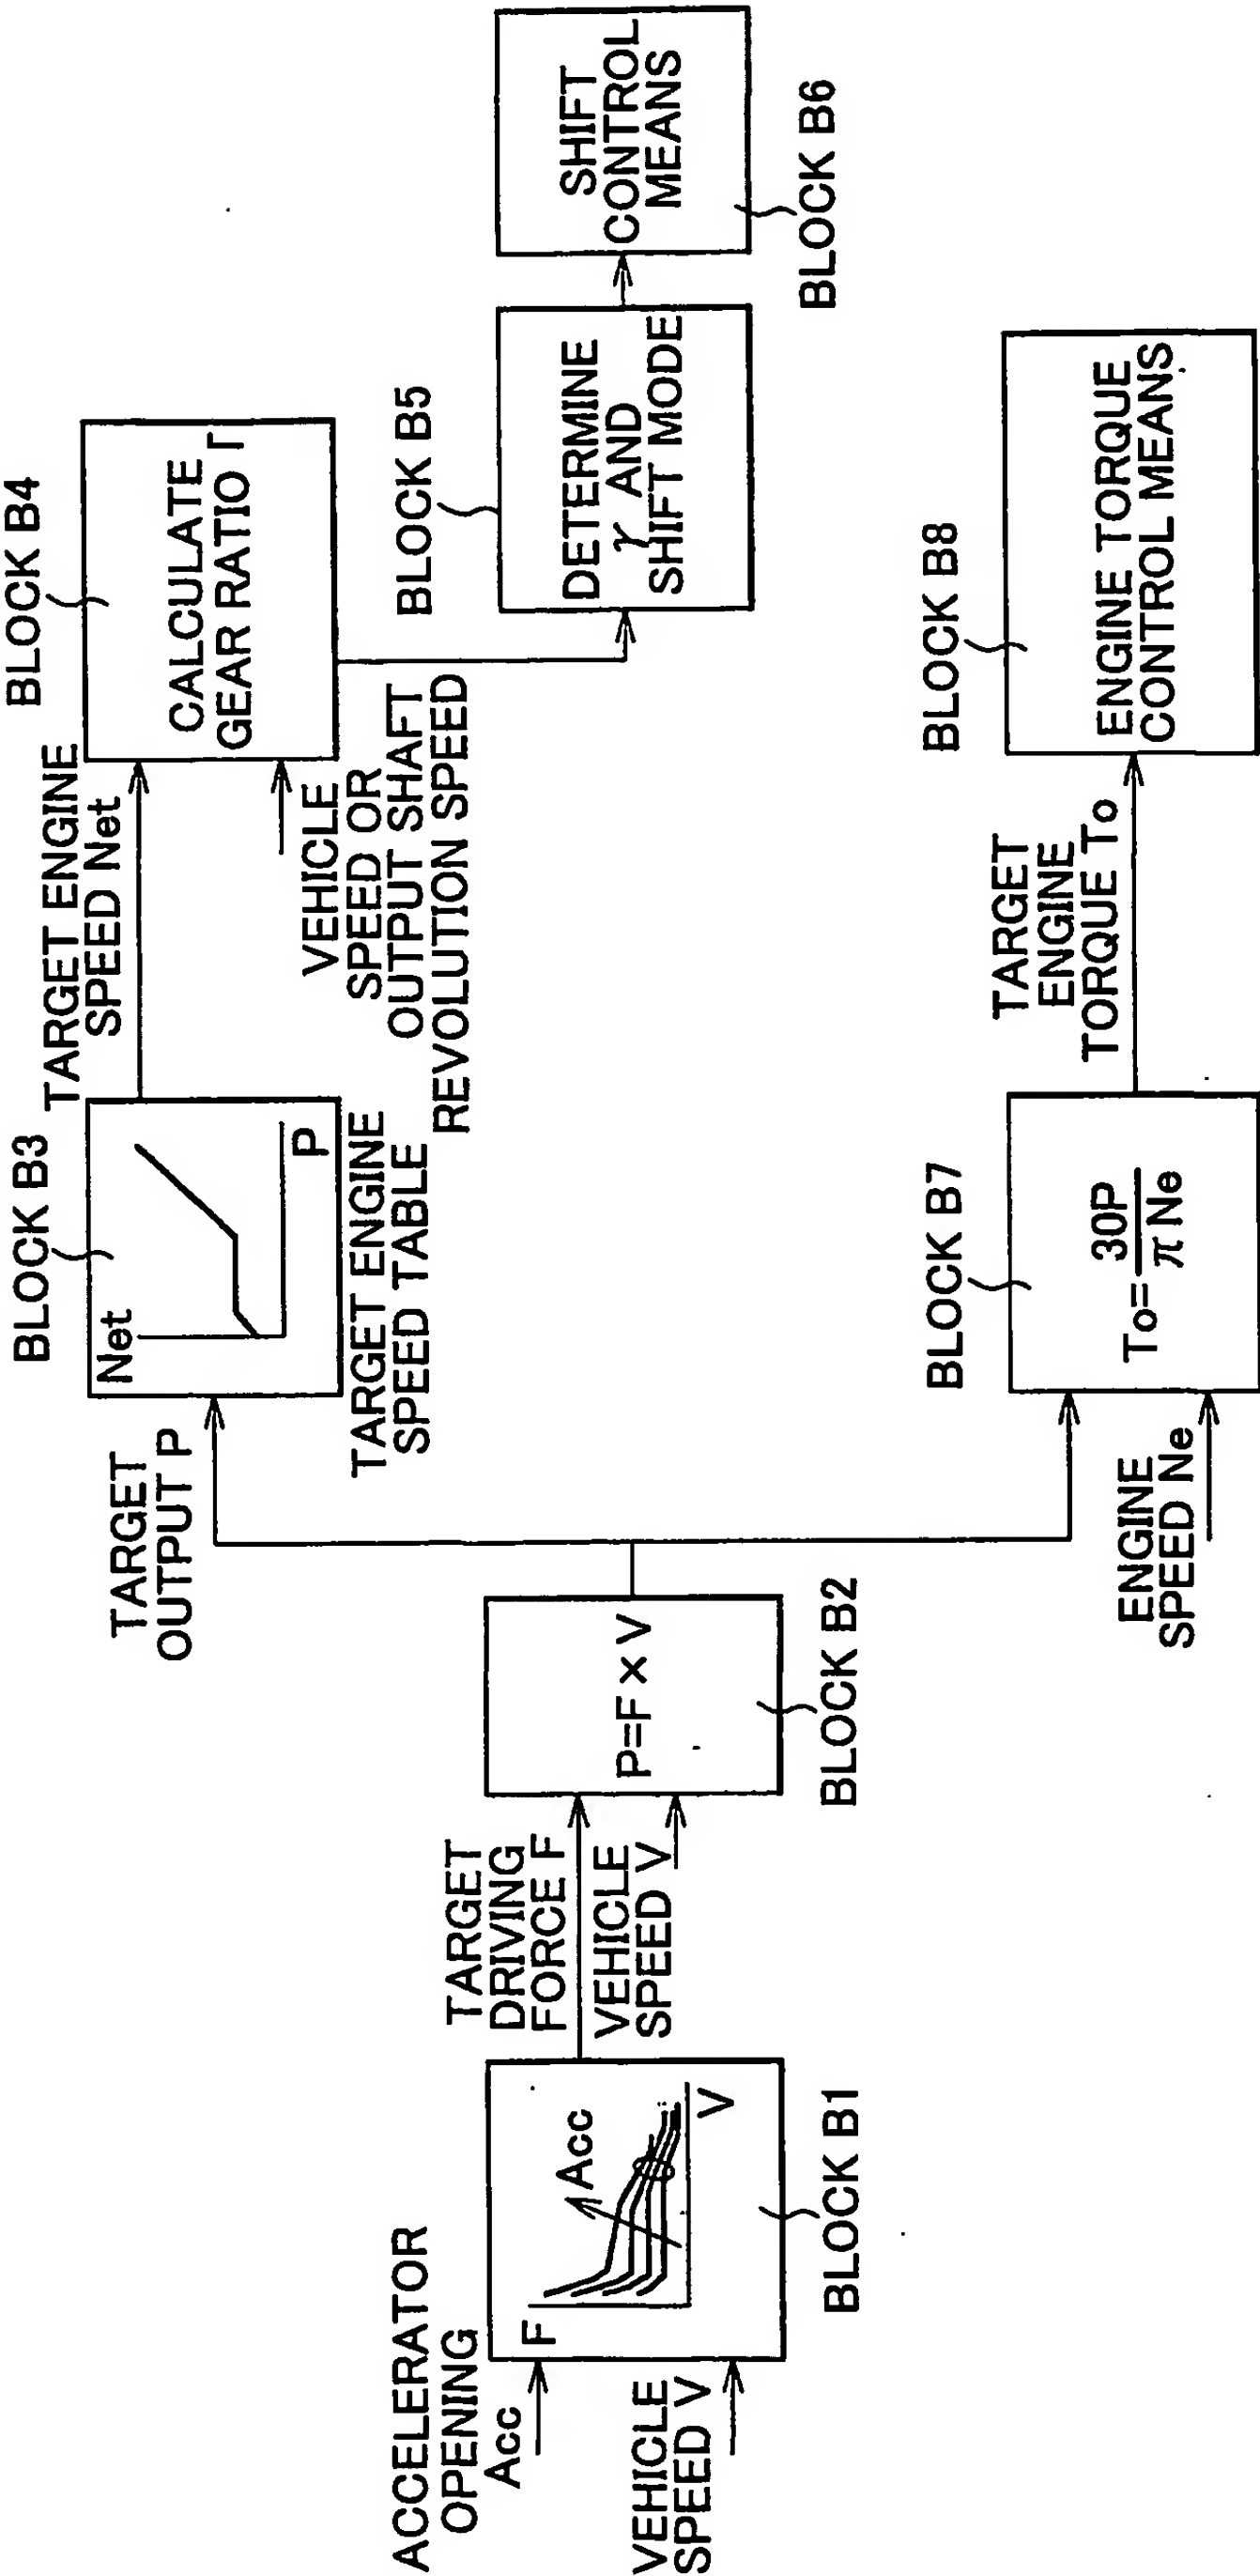 ACCELERATOR
OPENING
Acc
VEHICLE
SPEED V
F
Acc
V
BLOCK B1
TARGET
DRIVING
FORCE F
VEHICLE
SPEED V
P=F×V
BLOCK B2
TARGET
OUTPUT P
BLOCK B3
Net
P
TARGET ENGINE
SPEED TABLE
TARGET ENGINE
SPEED Net
VEHICLE
SPEED OR
OUTPUT SHAFT
REVOLUTION SPEED
BLOCK B4
CALCULATE
GEAR RATIO Γ
BLOCK B5
DETERMINE
γ AND
SHIFT MODE
SHIFT
CONTROL
MEANS
BLOCK B6
ENGINE
SPEED Ne
BLOCK B7
To= 30P
π Ne
TARGET
ENGINE
TORQUE To
BLOCK B8
ENGINE TORQUE
CONTROL MEANS